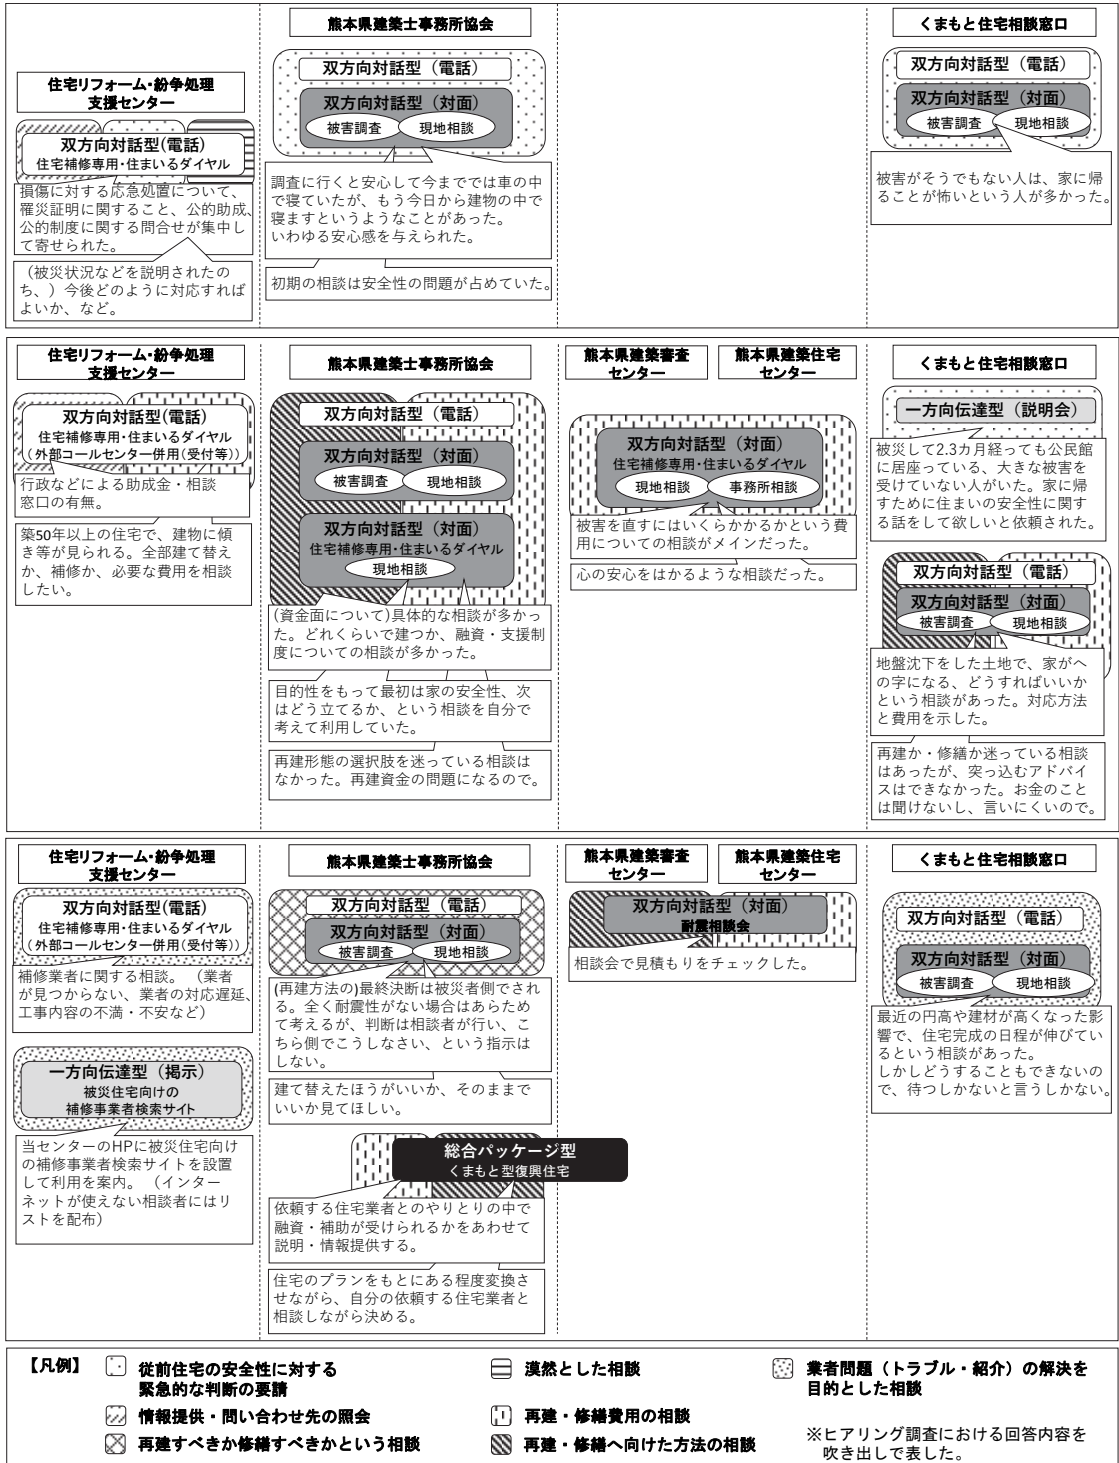 熊本県建築士事務所協会
くまもと住宅相談窓口
住宅リフォーム・紛争処理
支援センター
双方向対話型(電話)
住宅補修専用・住まいるダイヤル
損傷に対する応急処置について、
罹災証明に関すること、公的助成、
公的制度に関する問合せが集中し
て寄せられた。
（被災状況などを説明されたの
ち、）今後どのように対応すれば
よいか、など。
双方向対話型（電話）
双方向対話型（対面）
被害調査
現地相談
調査に行くと安心して今まででは車の中
で寝ていたが、もう今日から建物の中で
寝ますというようなことがあった。
いわゆる安心感を与えられた。
初期の相談は安全性の問題が占めていた。
双方向対話型（電話）
双方向対話型（対面）
被害調査
現地相談
被害がそうでもない人は、家に帰
ることが怖いという人が多かった。
住宅リフォーム・紛争処理
支援センター
熊本県建築士事務所協会
熊本県建築審査
センター
熊本県建築住宅
センター
くまもと住宅相談窓口
双方向対話型(電話)
住宅補修専用・住まいるダイヤル
（外部コールセンター併用(受付等)）
行政などによる助成金・相談
窓口の有無。
築50年以上の住宅で、建物に傾
き等が見られる。全部建て替え
か、補修か、必要な費用を相談
したい。
双方向対話型（電話）
双方向対話型（対面）
被害調査
現地相談
双方向対話型（対面）
住宅補修専用・住まいるダイヤル
現地相談
(資金面について)具体的な相談が多かっ
た。どれくらいで建つか、融資・支援制
度についての相談が多かった。
目的性をもって最初は家の安全性、次
はどう立てるか、という相談を自分で
考えて利用していた。
再建形態の選択肢を迷っている相談は
なかった。再建資金の問題になるので。
双方向対話型（対面）
住宅補修専用・住まいるダイヤル
現地相談
事務所相談
被害を直すにはいくらかかるかという費
用についての相談がメインだった。
心の安心をはかるような相談だった。
一方向伝達型（説明会）
被災して2.3カ月経っても公民館
に居座っている、大きな被害を
受けていない人がいた。家に帰
すために住まいの安全性に関す
る話をして欲しいと依頼された。
双方向対話型（電話）
双方向対話型（対面）
被害調査
現地相談
地盤沈下をした土地で、家がへ
の字になる、どうすればいいか
という相談があった。対応方法
と費用を示した。
再建か・修繕か迷っている相談
はあったが、突っ込むアドバイ
スはできなかった。お金のこと
は聞けないし、言いにくいので。
住宅リフォーム・紛争処理
支援センター
熊本県建築士事務所協会
熊本県建築審査
センター
熊本県建築住宅
センター
くまもと住宅相談窓口
双方向対話型(電話)
住宅補修専用・住まいるダイヤル
（外部コールセンター併用(受付等)）
補修業者に関する相談。（業者
が見つからない、業者の対応遅延、
工事内容の不満・不安など）
一方向伝達型（掲示）
被災住宅向けの
補修事業者検索サイト
当センターのHPに被災住宅向け
の補修事業者検索サイトを設置
して利用を案内。（インター
ネットが使えない相談者にはリ
ストを配布）
双方向対話型（電話）
双方向対話型（対面）
被害調査
現地相談
(再建方法の)最終決断は被災者側でされ
る。全く耐震性がない場合はあらため
て考えるが、判断は相談者が行い、こ
ちら側でこうしなさい、という指示は
しない。
建て替えたほうがいいか、そのままで
いいか見てほしい。
総合パッケージ型
くまもと型復興住宅
依頼する住宅業者とのやりとりの中で
融資・補助が受けられるかをあわせて
説明・情報提供する。
住宅のプランをもとにある程度変換さ
せながら、自分の依頼する住宅業者と
相談しながら決める。
双方向対話型（対面）
耐震相談会
相談会で見積もりをチェックした。
双方向対話型（電話）
双方向対話型（対面）
被害調査
現地相談
最近の円高や建材が高くなった影
響で、住宅完成の日程が伸びてい
るという相談があった。
しかしどうすることもできないの
で、待つしかないと言うしかない。
【凡例】
従前住宅の安全性に対する
緊急的な判断の要請
情報提供・問い合わせ先の照会
再建すべきか修繕すべきかという相談
漠然とした相談
再建・修繕費用の相談
再建・修繕へ向けた方法の相談
業者問題（トラブル・紹介）の解決を
目的とした相談
※ヒアリング調査における回答内容を
吹き出しで表した。